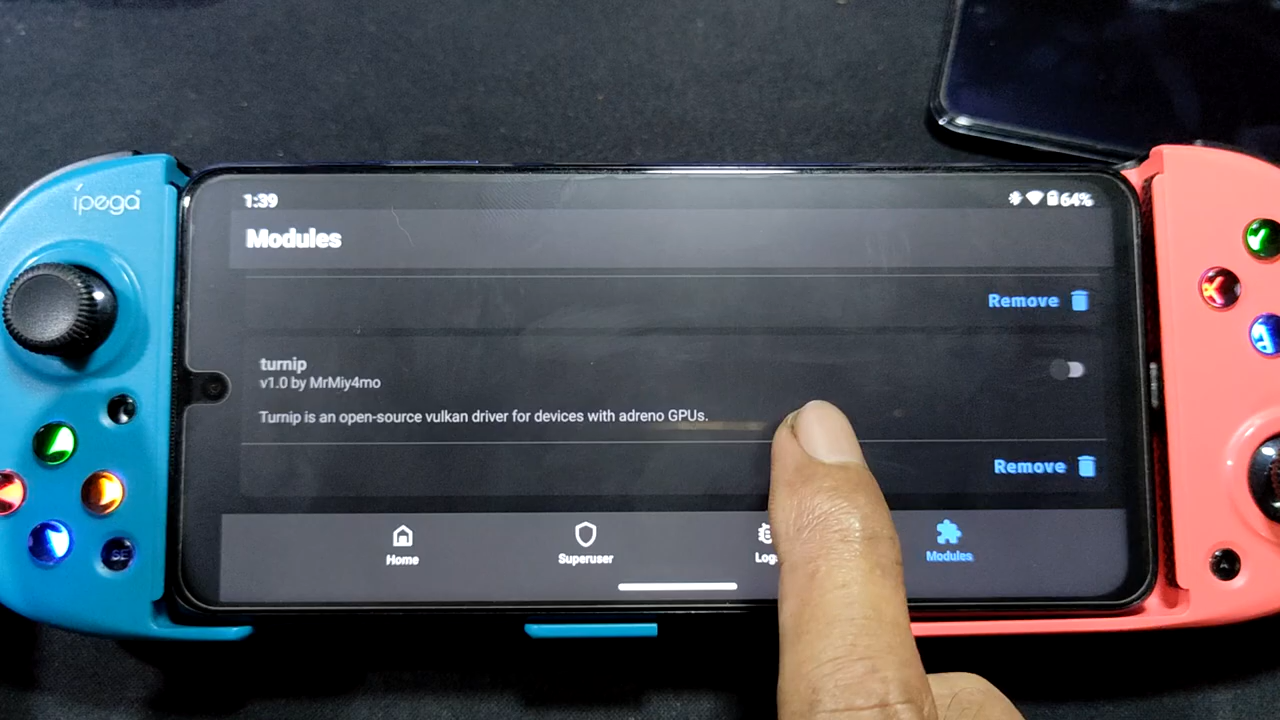 ípega
1:39
64%
Modules
Remove
turnip
v1.0 by MrMiy4mo
Turnip is an open-source vulkan driver for devices with adreno GPUs.
Remove
Home
Superuser
Modules
SE